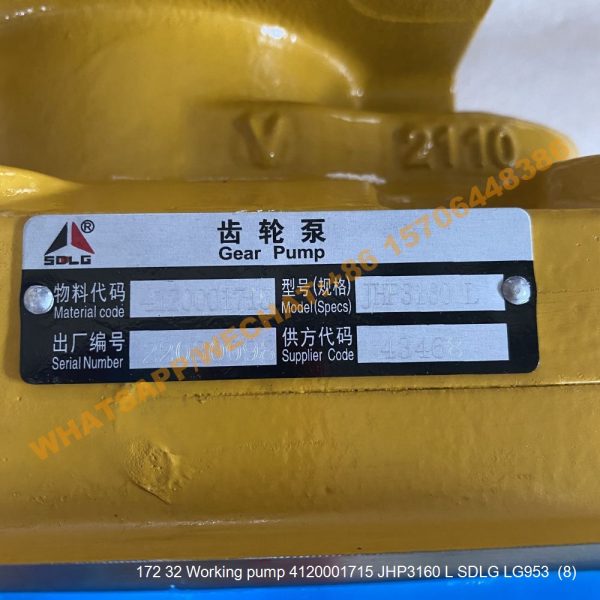 V 2110
SDLG ®
齿轮泵
Gear Pump
物料代码
Material code
型号(规格)
Model(Specs)
出厂编号
Serial Number
供方代码
Supplier Code
WHATSAPP/WECHAT +86 15706448386
172 32 Working pump 4120001715 JHP3160 L SDLG LG953 (8)